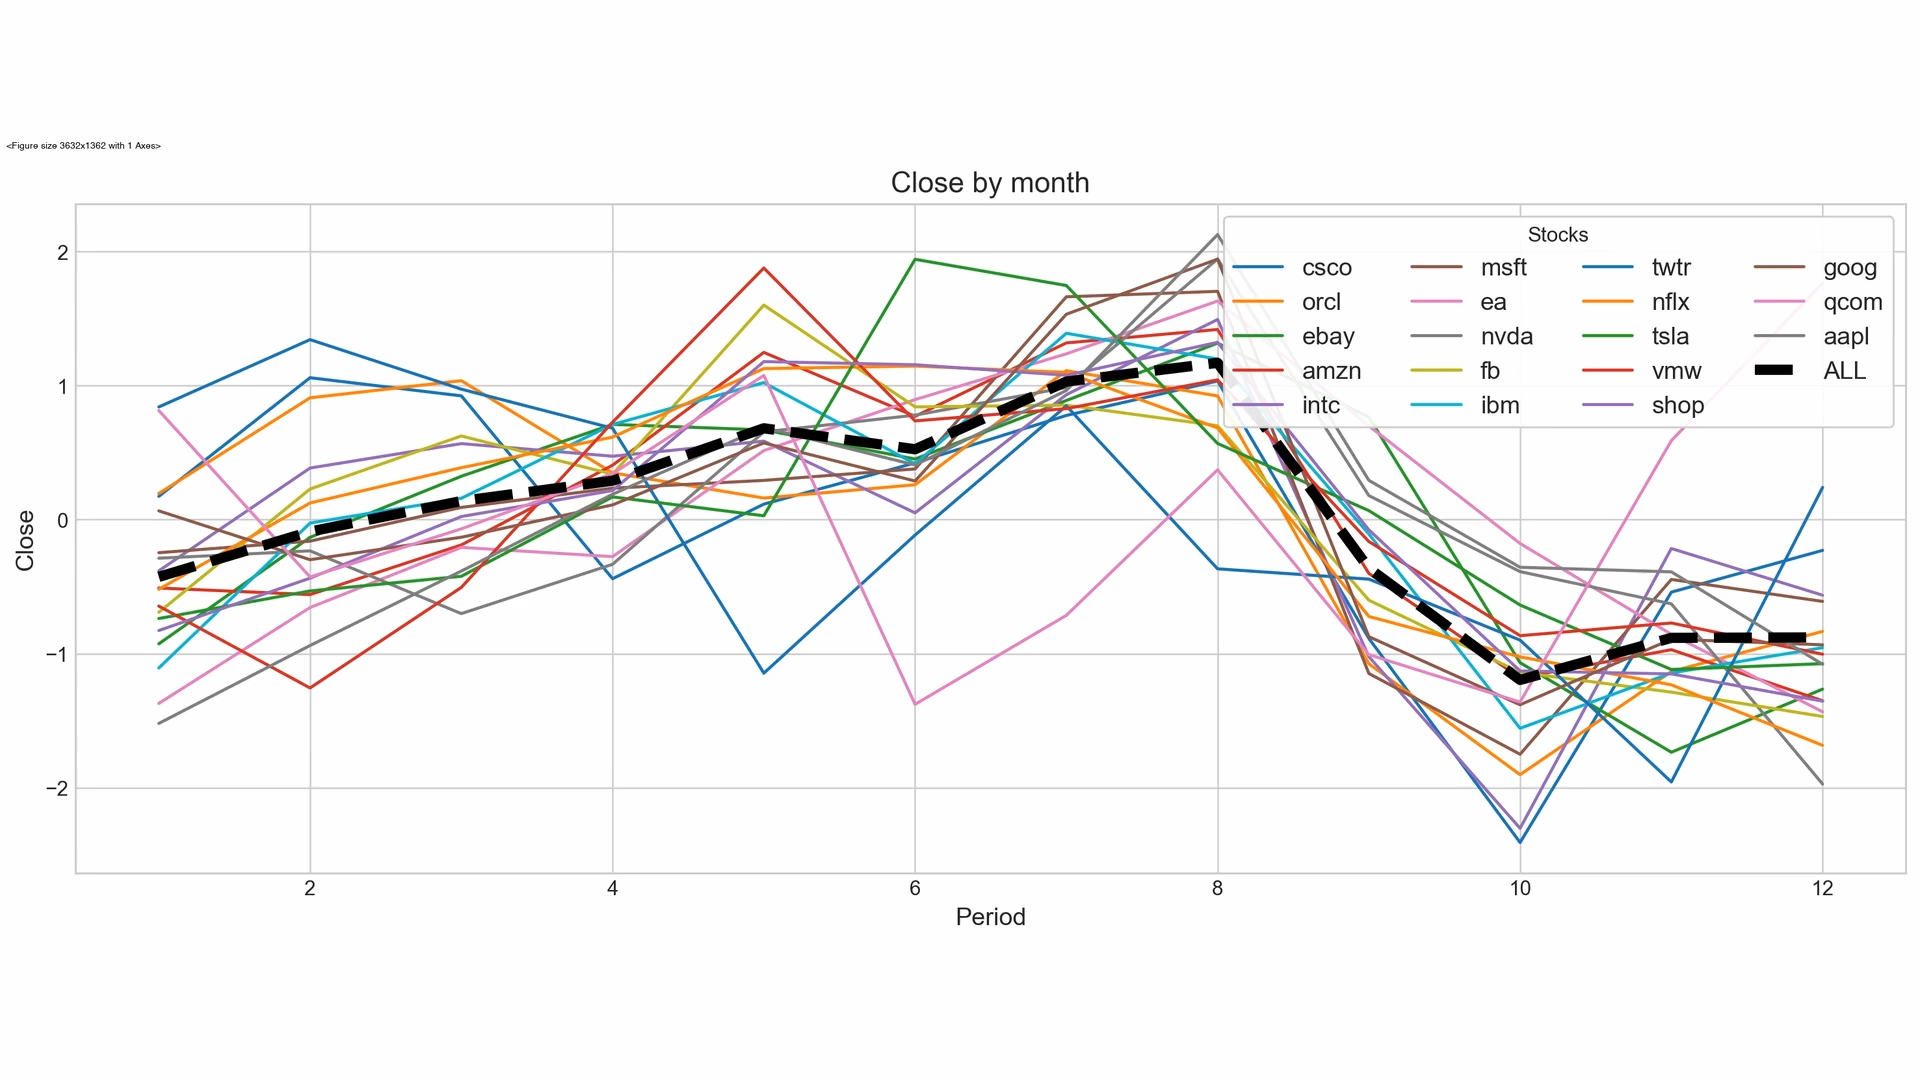 <Figure size 3632x1362 with 1 Axes>
Close by month
Stocks
csco msft twtr goog
orcl ea nflx qcom
ebay nvda tsla aapl
amzn fb vmw ALL
intc ibm shop
2
1
0
−1
−2
Close
2 4 6 8 10 12
Period